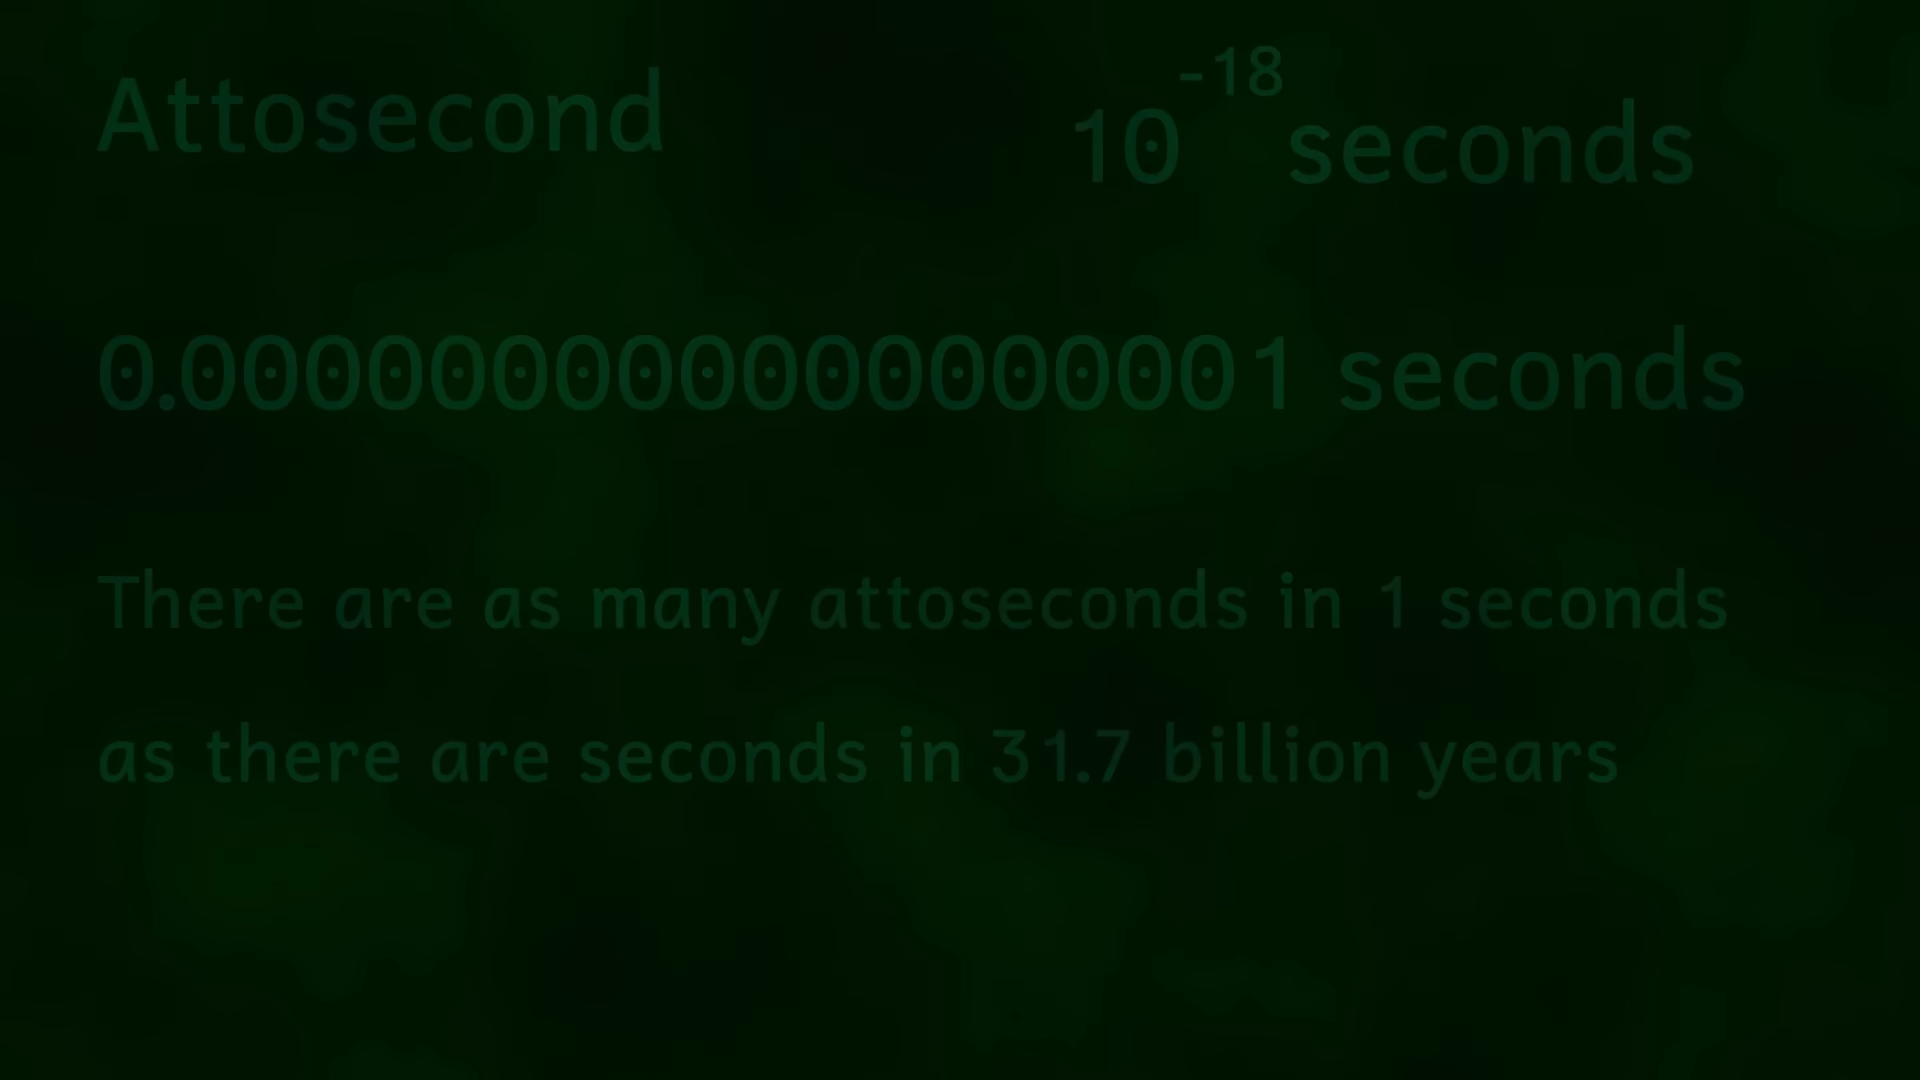 Attosecond 10⁻¹⁸ seconds
0.000000000000000001 seconds
There are as many attoseconds in 1 seconds
as there are seconds in 31.7 billion years